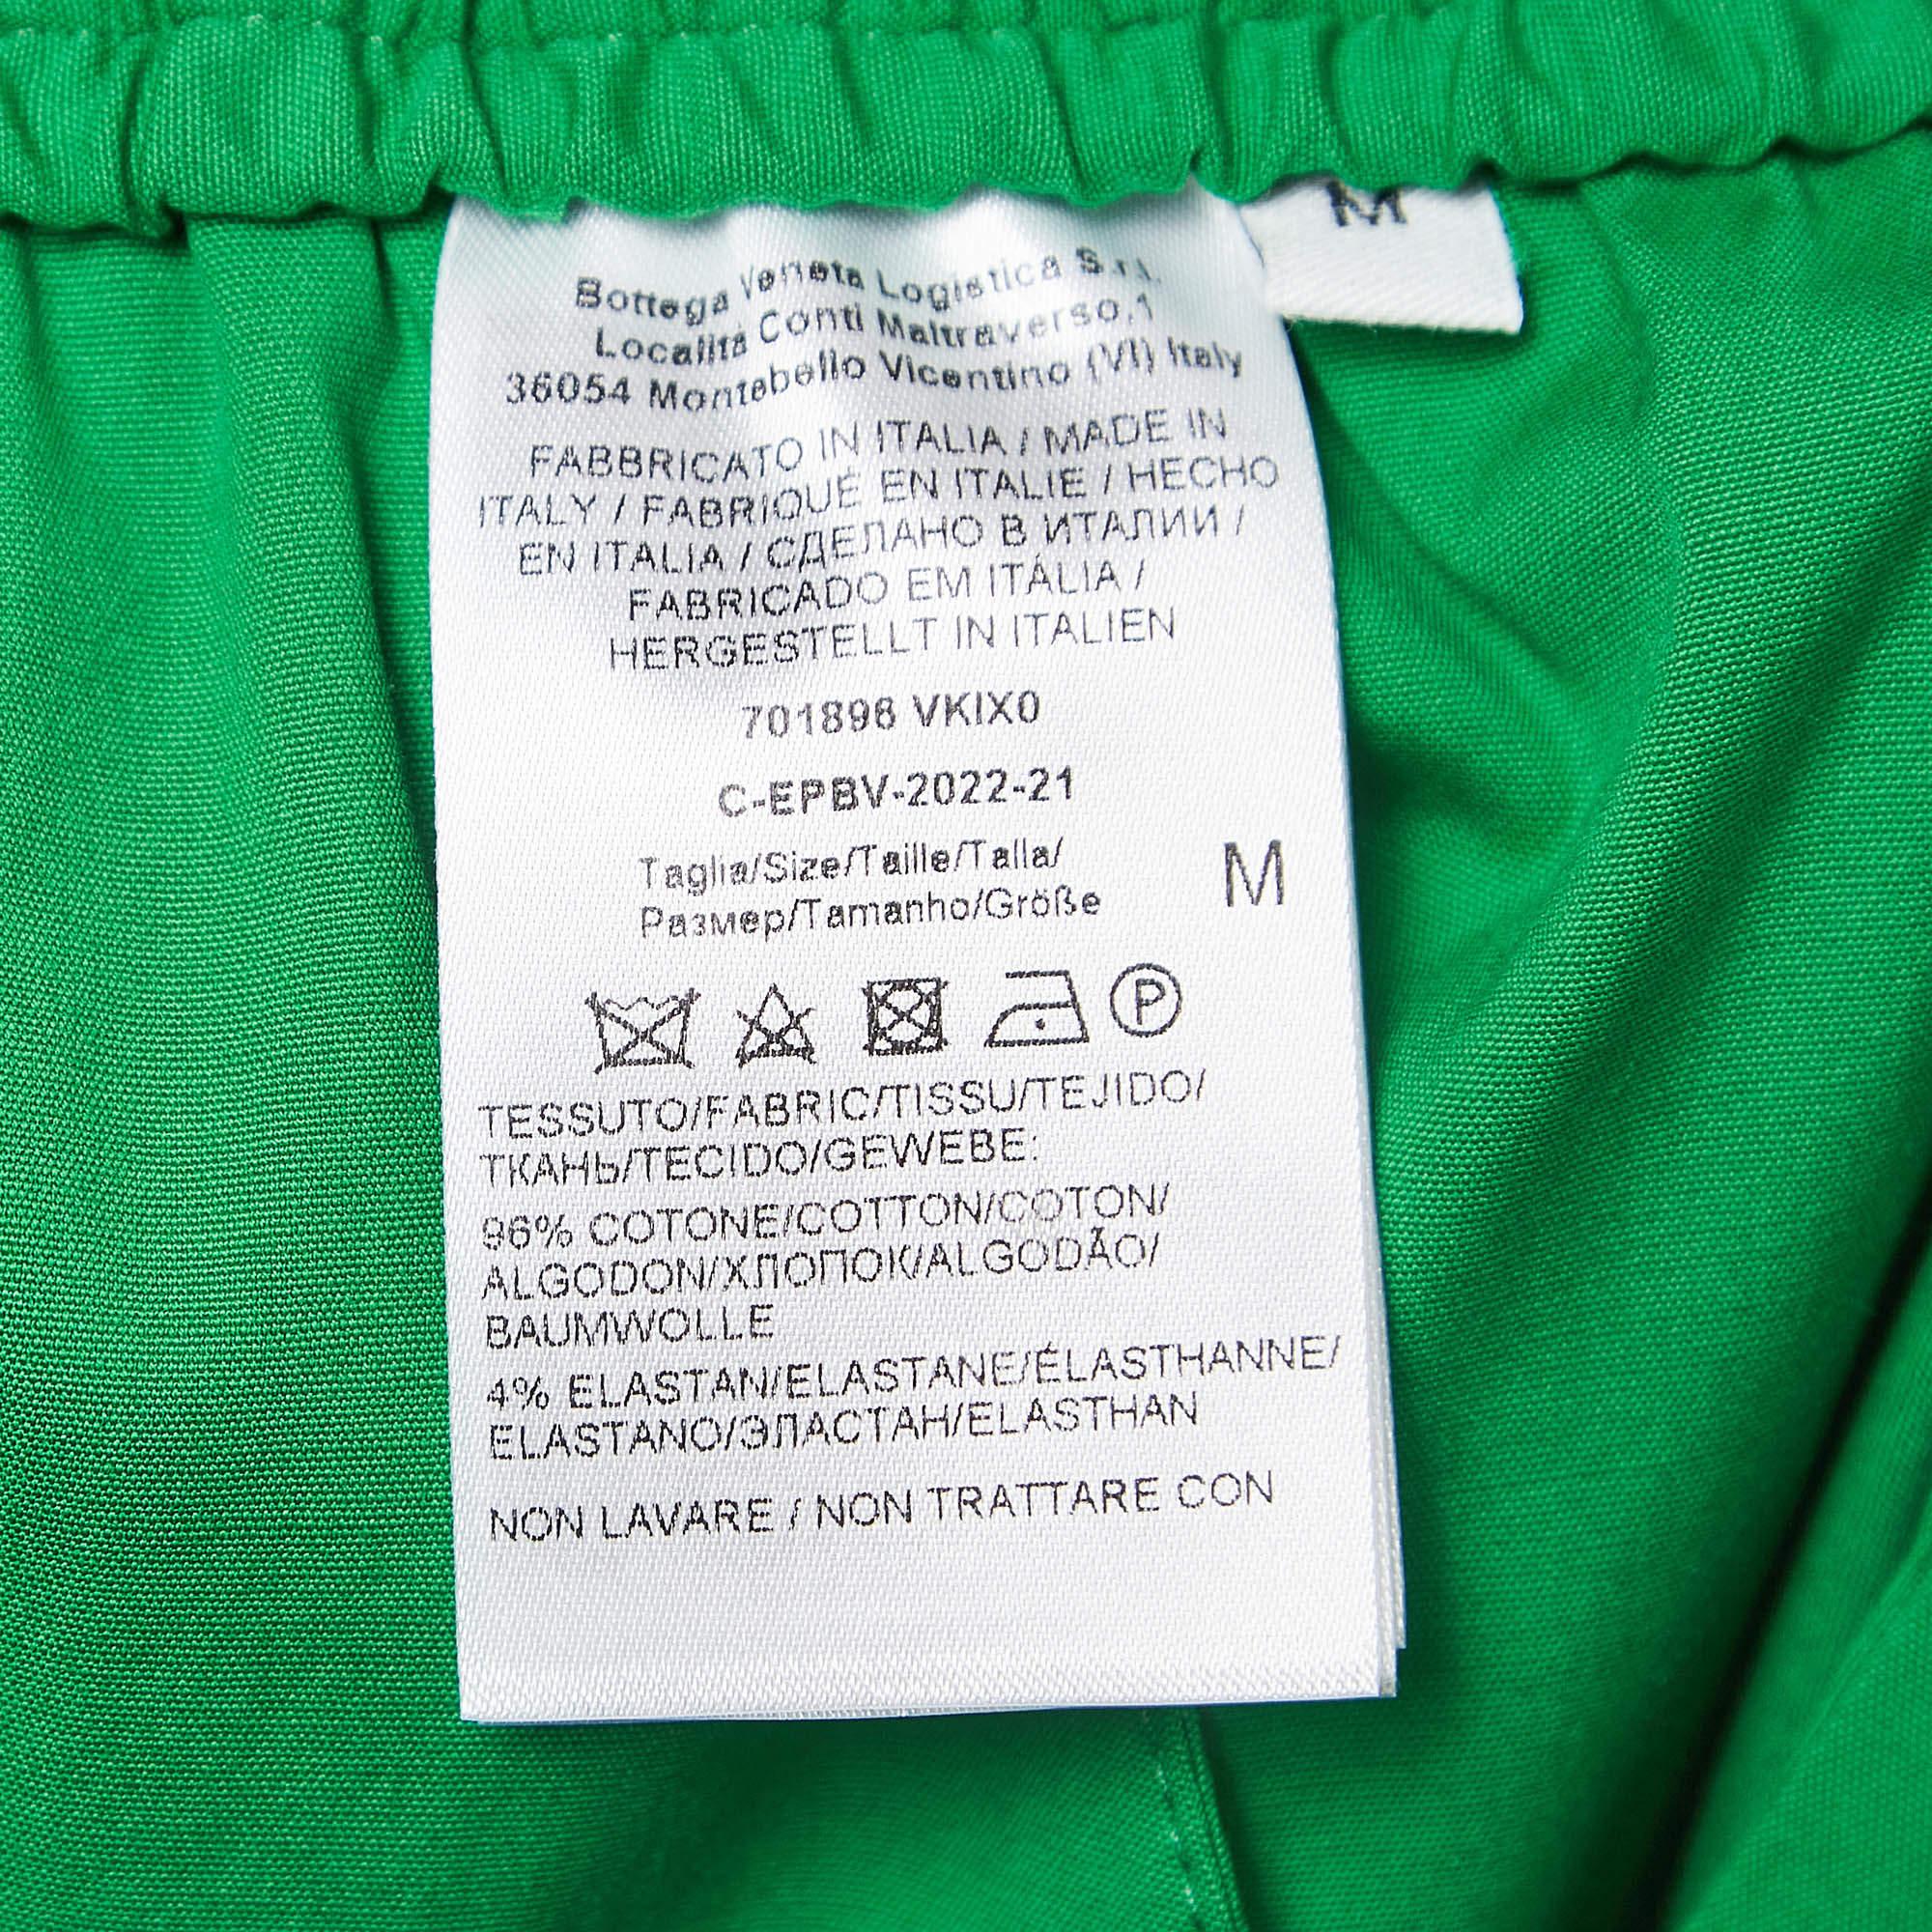 M
Bottega Veneta Logistica S.r.l.
Località Conti Maltraverso,1
36054 Montebello Vicentino (VI) Italy
FABBRICATO IN ITALIA / MADE IN
ITALY / FABRIQUÉ EN ITALIE / HECHO
EN ITALIA / СДЕЛАНО В ИТАЛИИ /
FABRICADO EM ITÁLIA /
HERGESTELLT IN ITALIEN
701896 VKIX0
C-EPBV-2022-21
Taglia/Size/Taille/Talla/
Размер/Tamanho/Größe M
P
TESSUTO/FABRIC/TISSU/TEJIDO/
ТКАНЬ/TECIDO/GEWEBE:
96% COTONE/COTTON/COTON/
ALGODON/ХЛОПОК/ALGODÃO/
BAUMWOLLE
4% ELASTAN/ELASTANE/ÉLASTHANNE/
ELASTANO/ЭЛАСТАН/ELASTHAN
NON LAVARE / NON TRATTARE CON